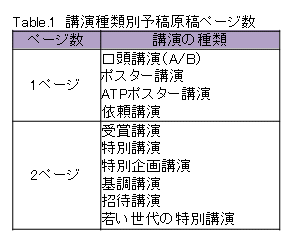 Table.1 講演種類別予稿原稿ページ数
ページ数 講演の種類
1ページ
口頭講演(A/B)
ポスター講演
ATPポスター講演
依頼講演
2ページ
受賞講演
特別講演
特別企画講演
基調講演
招待講演
若い世代の特別講演